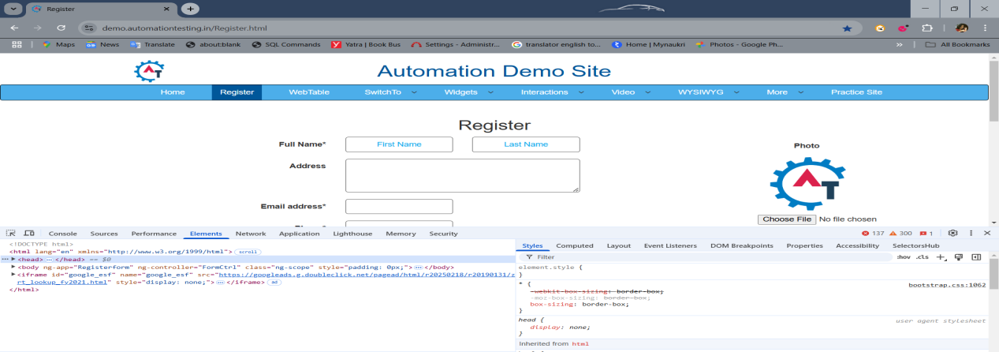 Register
demo.automationtesting.in/Register.html
Maps News Translate about:blank SQL Commands Yatra | Book Bus Settings - Administr... translator english to... Home | Mynaukri Photos - Google Ph... » All Bookmarks
AT Automation Demo Site
Home Register WebTable SwitchTo Widgets Interactions Video WYSIWYG More Practice Site
Register
Full Name* First Name Last Name
Photo
Address
AT
Email address*
Choose File No file chosen
Console Sources Performance Elements Network Application Lighthouse Memory Security 137 300 1
<!DOCTYPE html>
<html lang="en" xmlns="http://www.w3.org/1999/html"> scroll
<head> … </head> == $0
<body ng-app="Registerform" ng-controller="FormCtrl" class="ng-scope" style="padding: 0px;"> … </body>
<iframe id="google_esf" name="google_esf" src="https://googleads.g.doubleclick.net/pagead/html/r20250218/r20190131/z
rt_lookup_fy2021.html" style="display: none;"> … </iframe> ad
</html>
Styles Computed Layout Event Listeners DOM Breakpoints Properties Accessibility SelectorsHub
Filter :hov .cls
element.style {
}
* { bootstrap.css:1062
-webkit-box-sizing: border-box;
-moz-box-sizing: border-box;
box-sizing: border-box;
}
head { user agent stylesheet
display: none;
}
Inherited from html